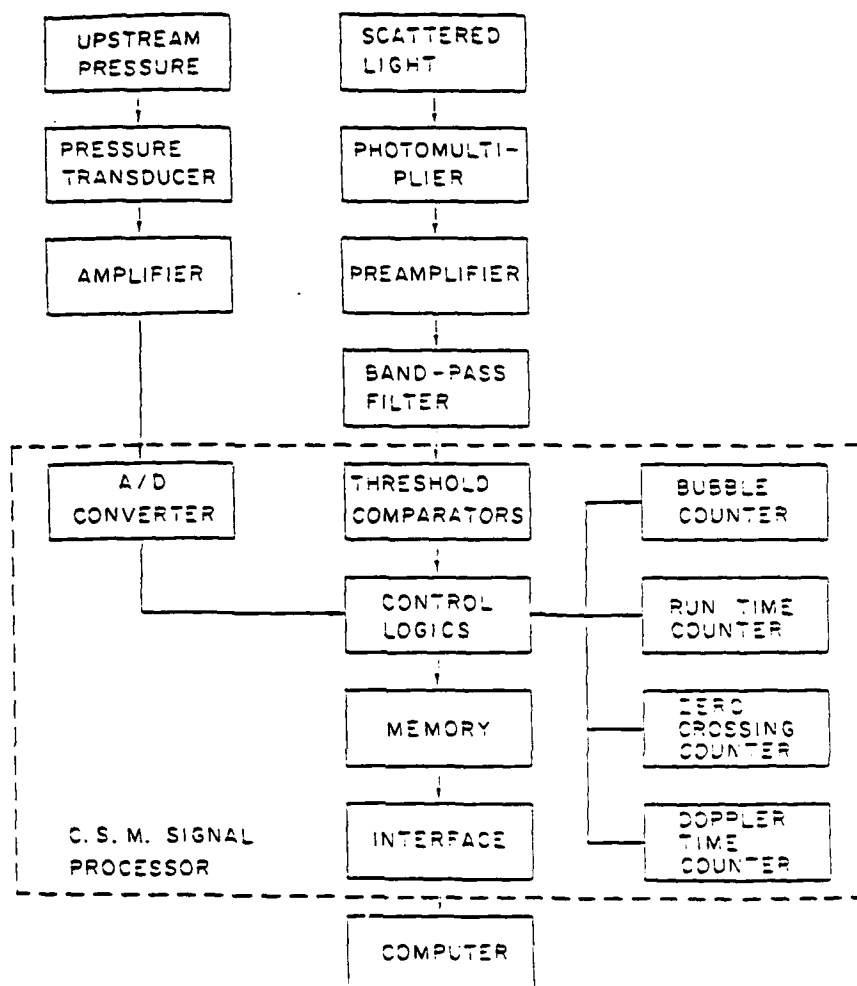 UPSTREAM
PRESSURE
SCATTERED
LIGHT
PRESSURE
TRANSDUCER
PHOTOMULTI-
PLIER
AMPLIFIER
PREAMPLIFIER
BAND-PASS
FILTER
A/D
CONVERTER
THRESHOLD
COMPARATORS
BUBBLE
COUNTER
CONTROL
LOGICS
RUN TIME
COUNTER
MEMORY
ZERO
CROSSING
COUNTER
C. S. M. SIGNAL
PROCESSOR
INTERFACE
DOPPLER
TIME
COUNTER
COMPUTER